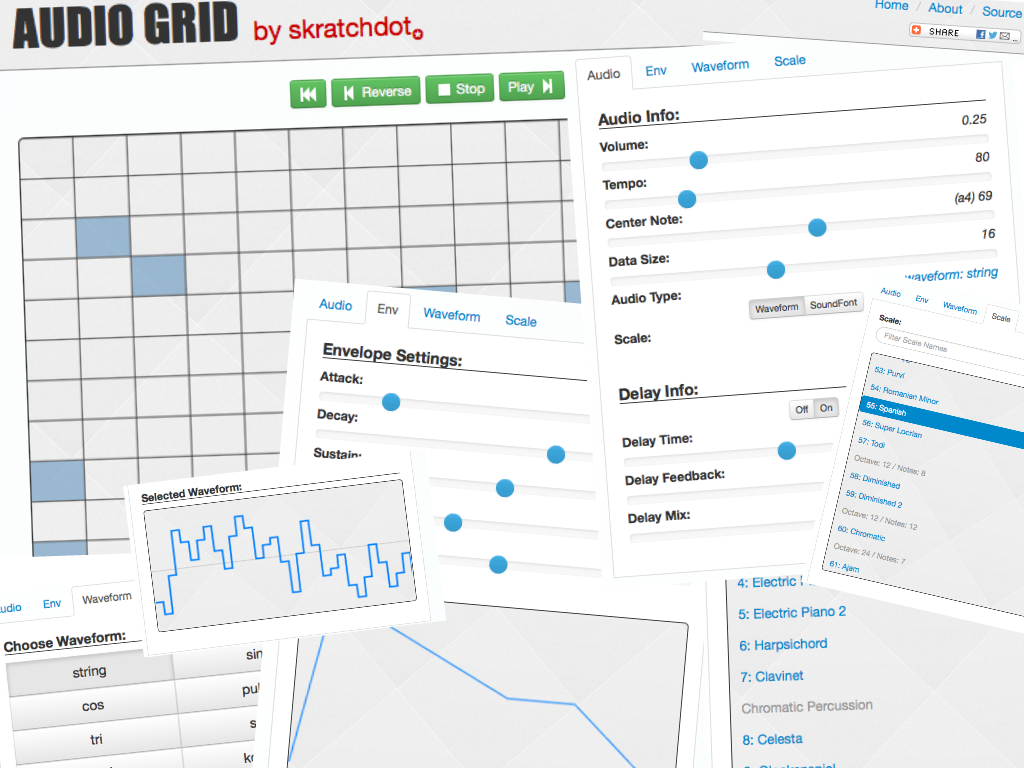 AUDIO GRID by skratchdot
Home / About / Source
SHARE
Reverse Stop Play
Audio Env Waveform Scale
Audio Info:
Volume: 0.25
Tempo: 80
Center Note: (a4) 69
Data Size: 16
Audio Type: Waveform SoundFont
waveform: string
Scale:
Delay Info:
Off On
Delay Time:
Delay Feedback:
Delay Mix:
Audio Env Waveform Scale
Envelope Settings:
Attack:
Decay:
Sustain:
Audio Env Waveform Scale
Scale:
Filter Scale Names
53: Purvi
54: Romanian Minor
55: Spanish
56: Super Locrian
57: Todi
Octave: 12 / Notes: 8
58: Diminished
59: Diminished 2
Octave: 12 / Notes: 12
60: Chromatic
Octave: 24 / Notes: 7
61: Ajam
Selected Waveform:
Env Waveform
Choose Waveform:
string
cos
tri
4: Electric
5: Electric Piano 2
6: Harpsichord
7: Clavinet
Chromatic Percussion
8: Celesta